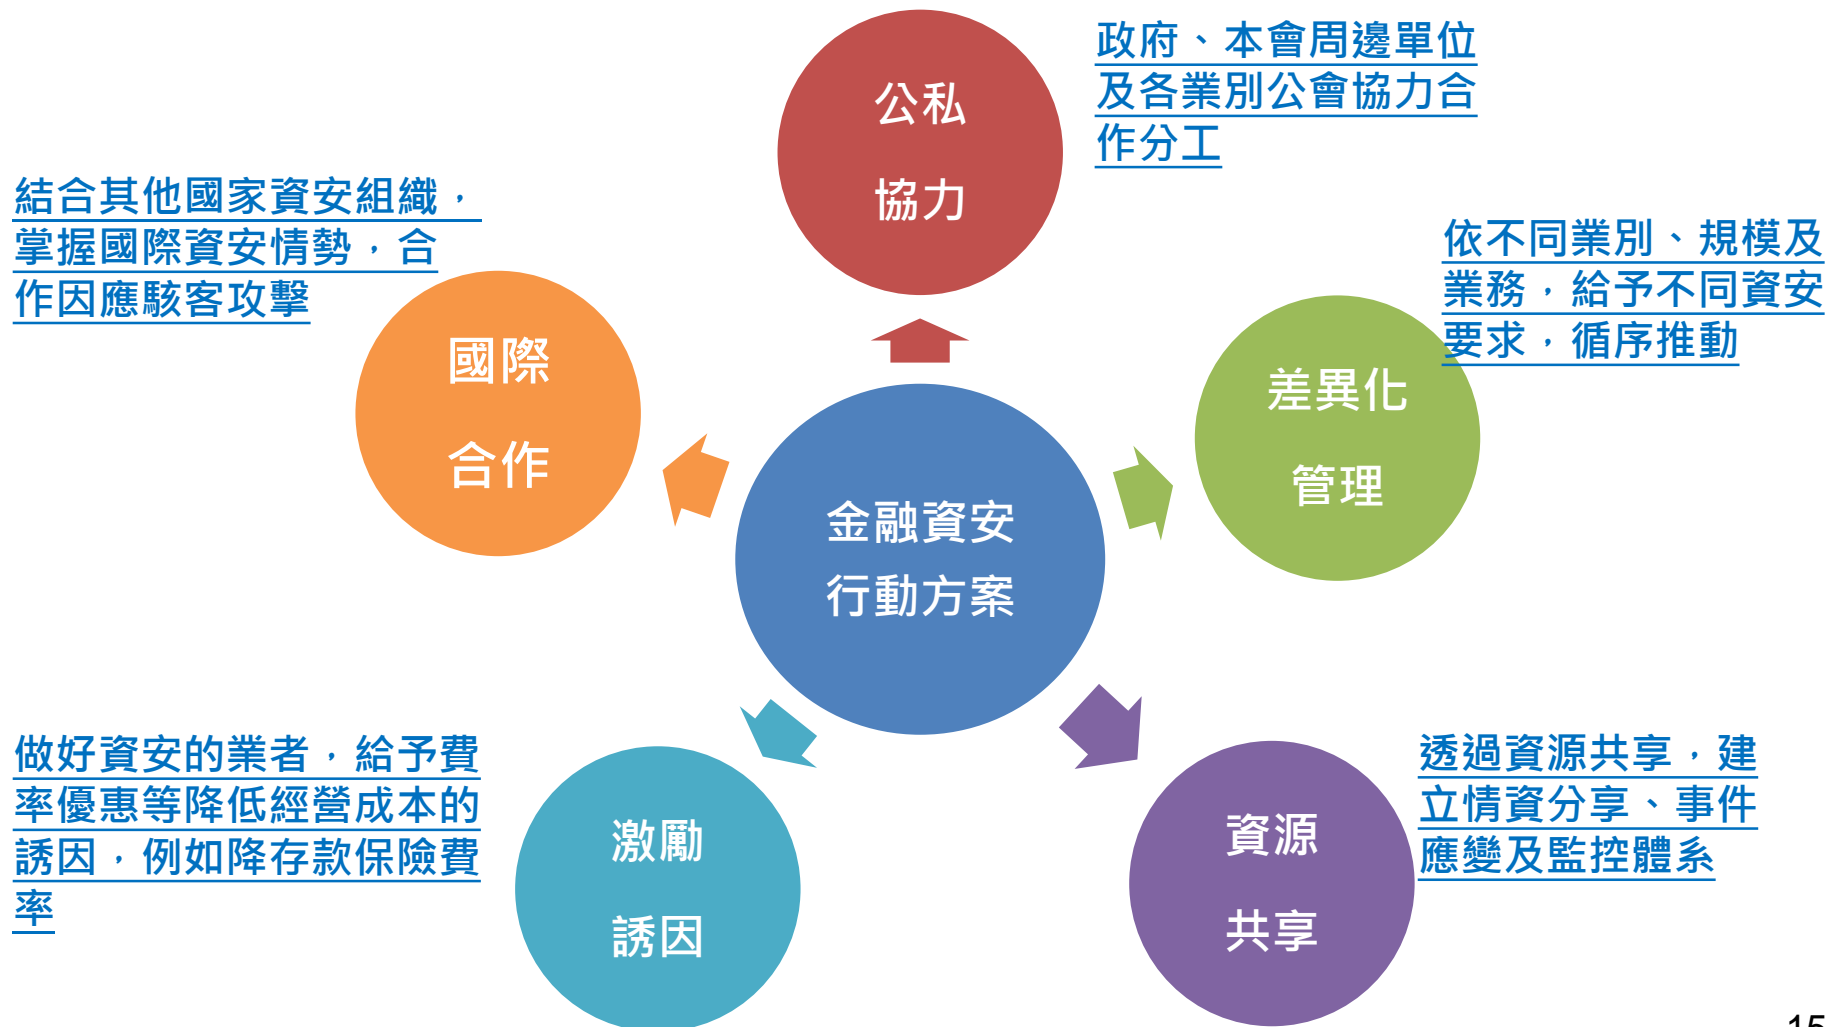 公私
協力
政府、本會周邊單位
及各業別公會協力合
作分工
結合其他國家資安組織，
掌握國際資安情勢，合
作因應駭客攻擊
國際
合作
依不同業別、規模及
業務，給予不同資安
要求，循序推動
差異化
管理
金融資安
行動方案
做好資安的業者，給予費
率優惠等降低經營成本的
誘因，例如降存款保險費
率
激勵
誘因
資源
共享
透過資源共享，建
立情資分享、事件
應變及監控體系
15